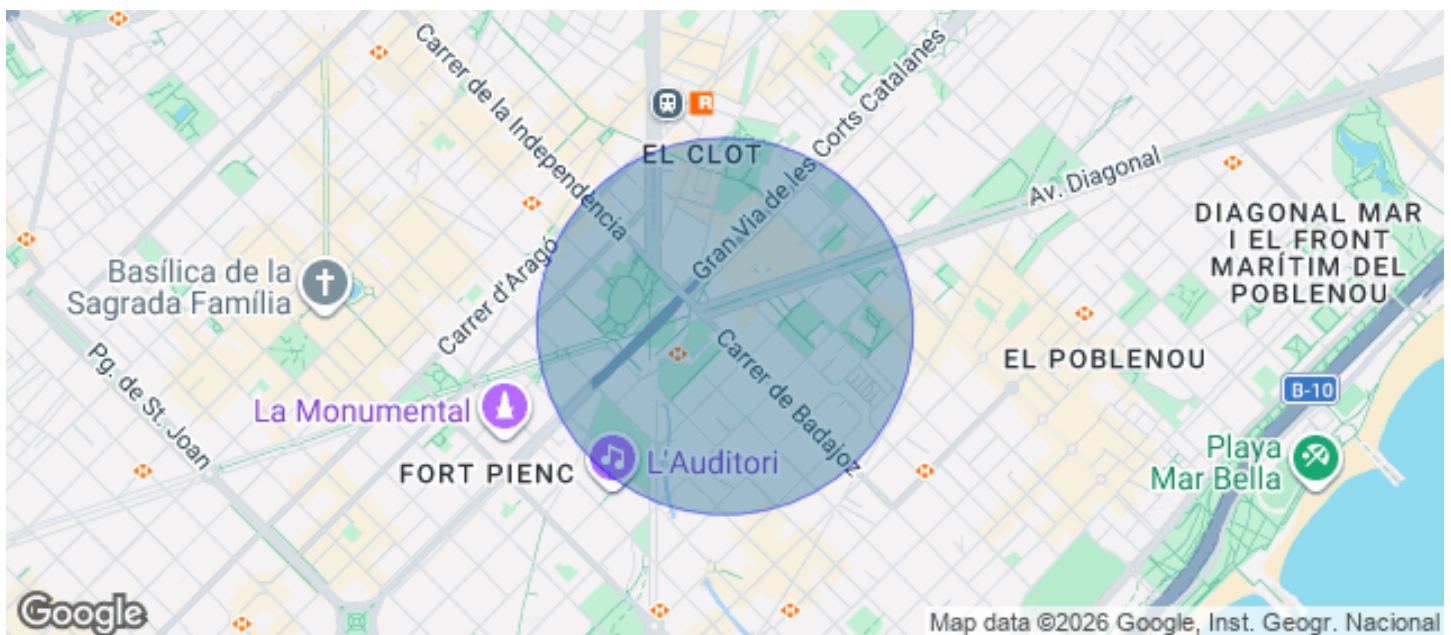 Carrer de la Independència
R
EL CLOT
Gran Via de les Corts Catalanes
Av. Diagonal
DIAGONAL MAR
I EL FRONT
MARÍTIM DEL
POBLENOU
Basílica de la
Sagrada Família
Carrer d'Aragó
Pg. de St. Joan
La Monumental
Carrer de Badajoz
EL POBLENOU
B-10
FORT PIENC
L'Auditori
Playa
Mar Bella
Google
Map data ©2026 Google, Inst. Geogr. Nacional